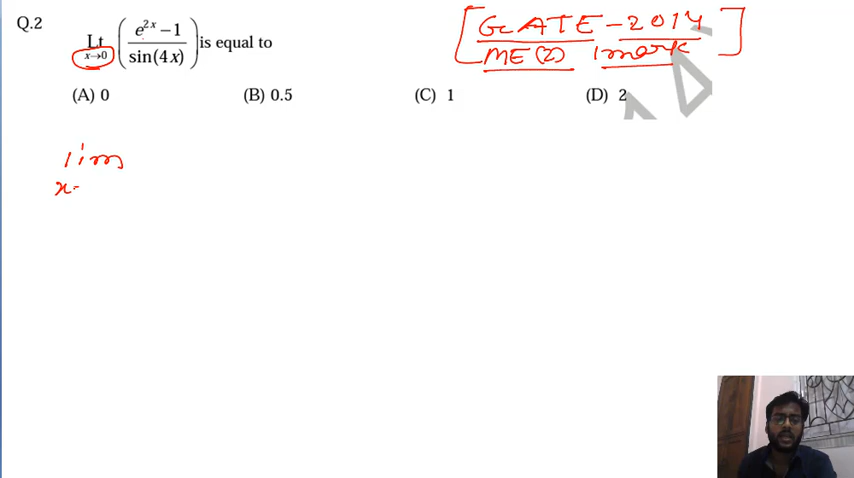 Q.2 Lt x→0 (e^{2x} − 1 / sin(4x)) is equal to
[GATE - 2014
ME(2) 1 mark]
(A) 0 (B) 0.5 (C) 1 (D) 2
lim
x-